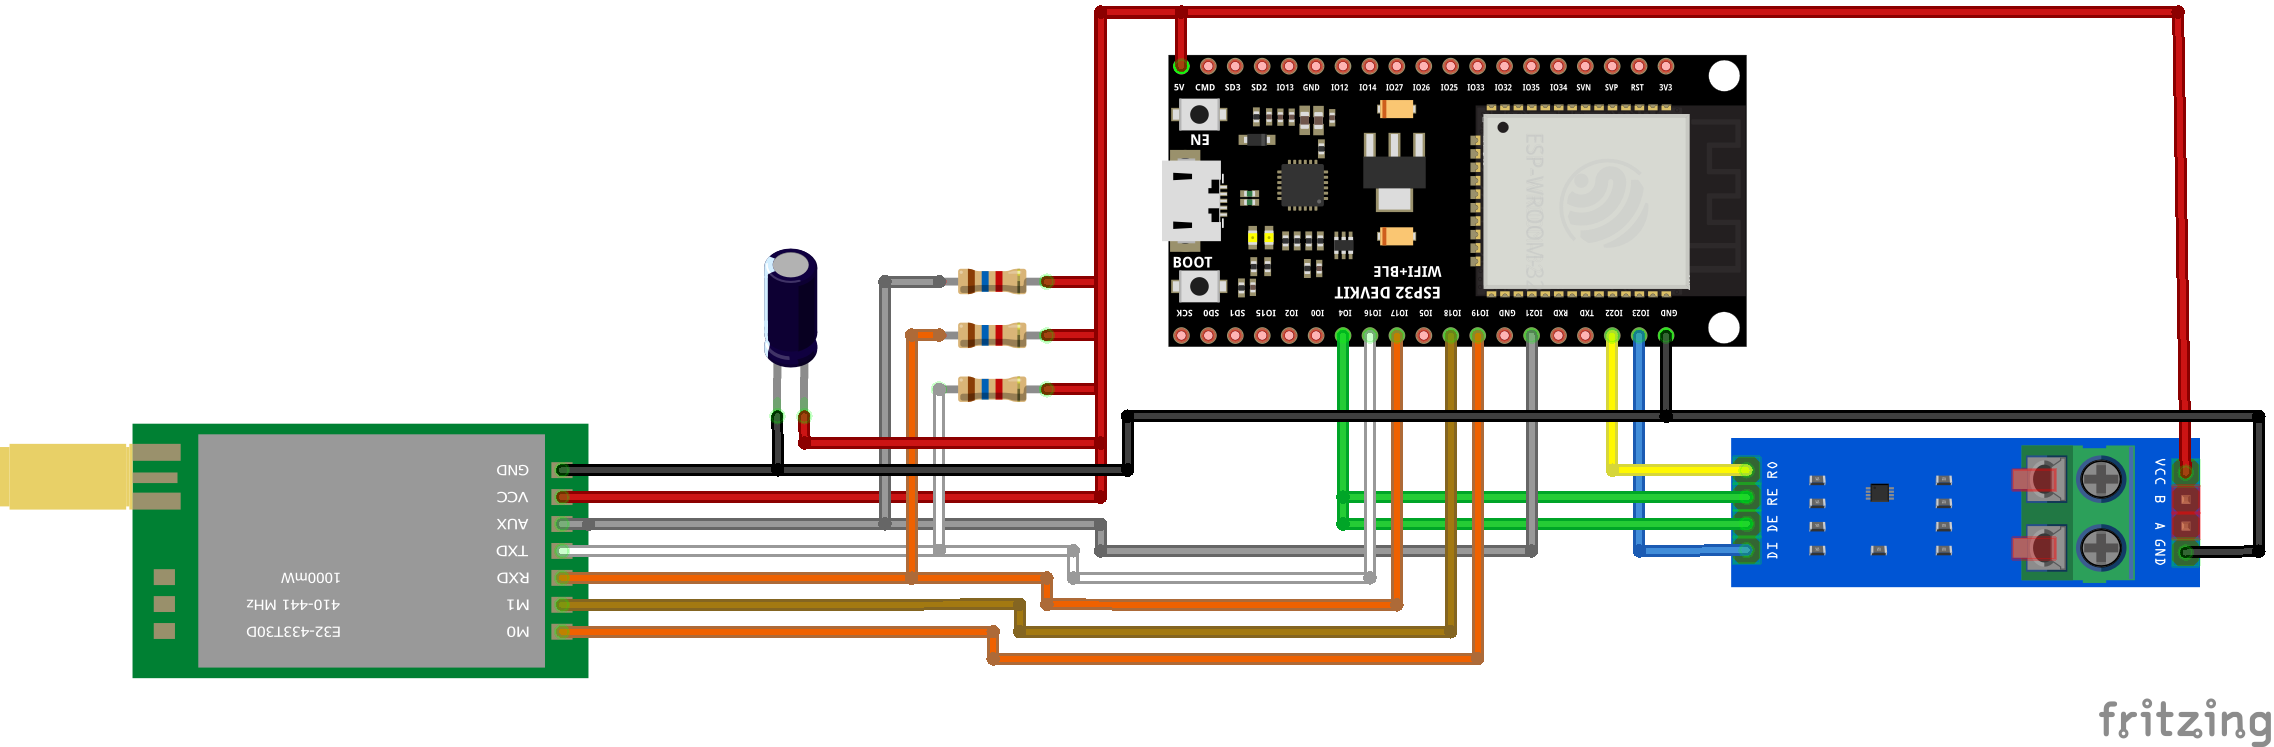 5V CMD SD3 SD2 IO13 GND IO12 IO14 IO27 IO26 IO25 IO33 IO32 IO35 IO34 SVN SVP RST 3V3
EN
ESP-WROOM-3
BOOT
WIFI+BLE
ESP32 DEVKIT
SCK SD0 SD1 IO15 IO2 IO0 IO4 IO16 IO17 IO5 IO18 IO19 GND IO21 RXD TXD IO22 IO23 GND
GND
VCC
AUX
TXD
RXD
M1
M0
1000mW
410-441 MHz
E32-433T30D
DI DE RE RO
VCC B A GND
fritzing